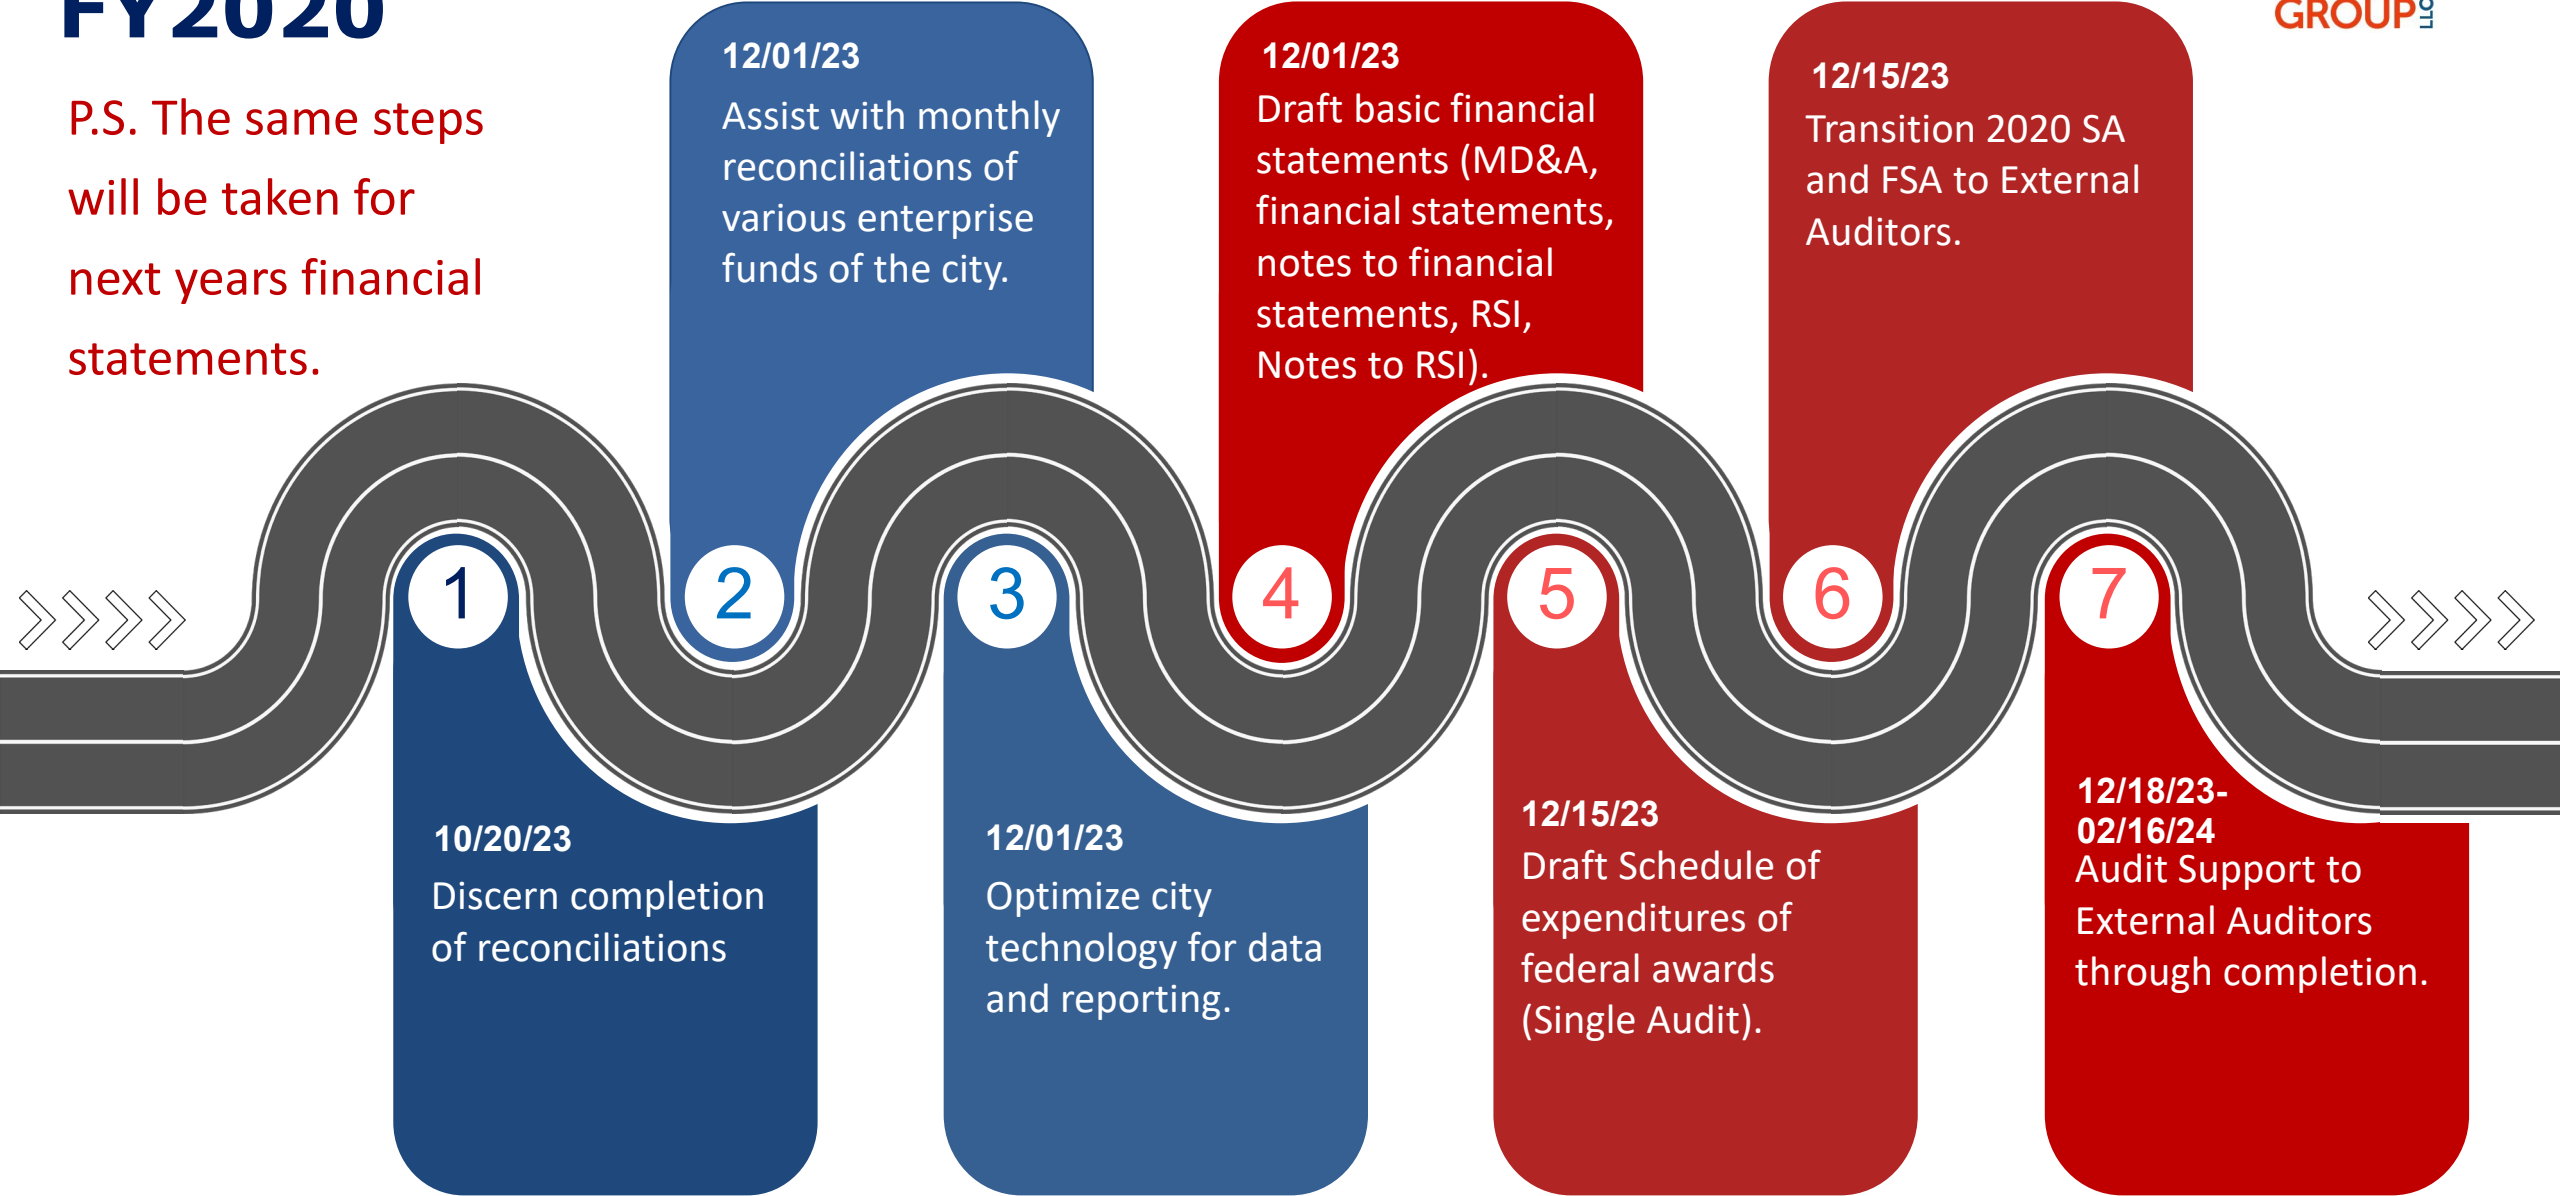 FY2020
P.S. The same steps
will be taken for
next years financial
statements.
GROUP LLC
1
10/20/23
Discern completion
of reconciliations
2
12/01/23
Assist with monthly
reconciliations of
various enterprise
funds of the city.
3
12/01/23
Optimize city
technology for data
and reporting.
4
12/01/23
Draft basic financial
statements (MD&A,
financial statements,
notes to financial
statements, RSI,
Notes to RSI).
5
12/15/23
Draft Schedule of
expenditures of
federal awards
(Single Audit).
6
12/15/23
Transition 2020 SA
and FSA to External
Auditors.
7
12/18/23-
02/16/24
Audit Support to
External Auditors
through completion.